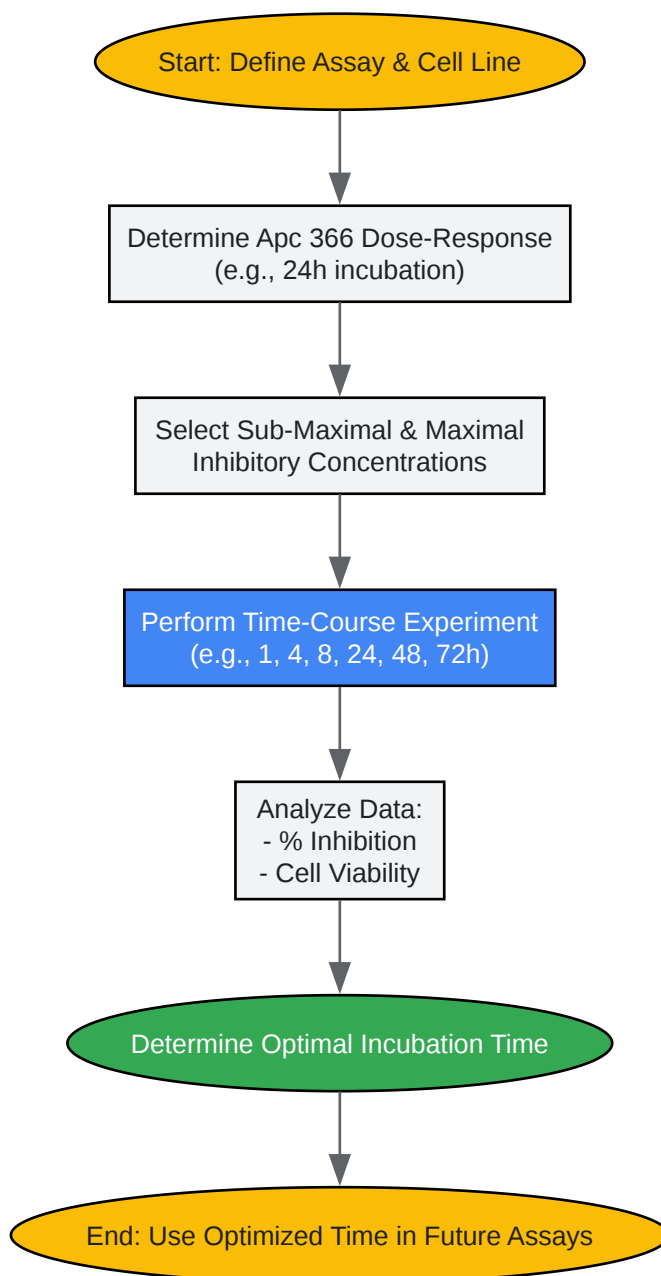 Start: Define Assay & Cell Line
Determine Apc 366 Dose-Response
(e.g., 24h incubation)
Select Sub-Maximal & Maximal
Inhibitory Concentrations
Perform Time-Course Experiment
(e.g., 1, 4, 8, 24, 48, 72h)
Analyze Data:
- % Inhibition
- Cell Viability
Determine Optimal Incubation Time
End: Use Optimized Time in Future Assays